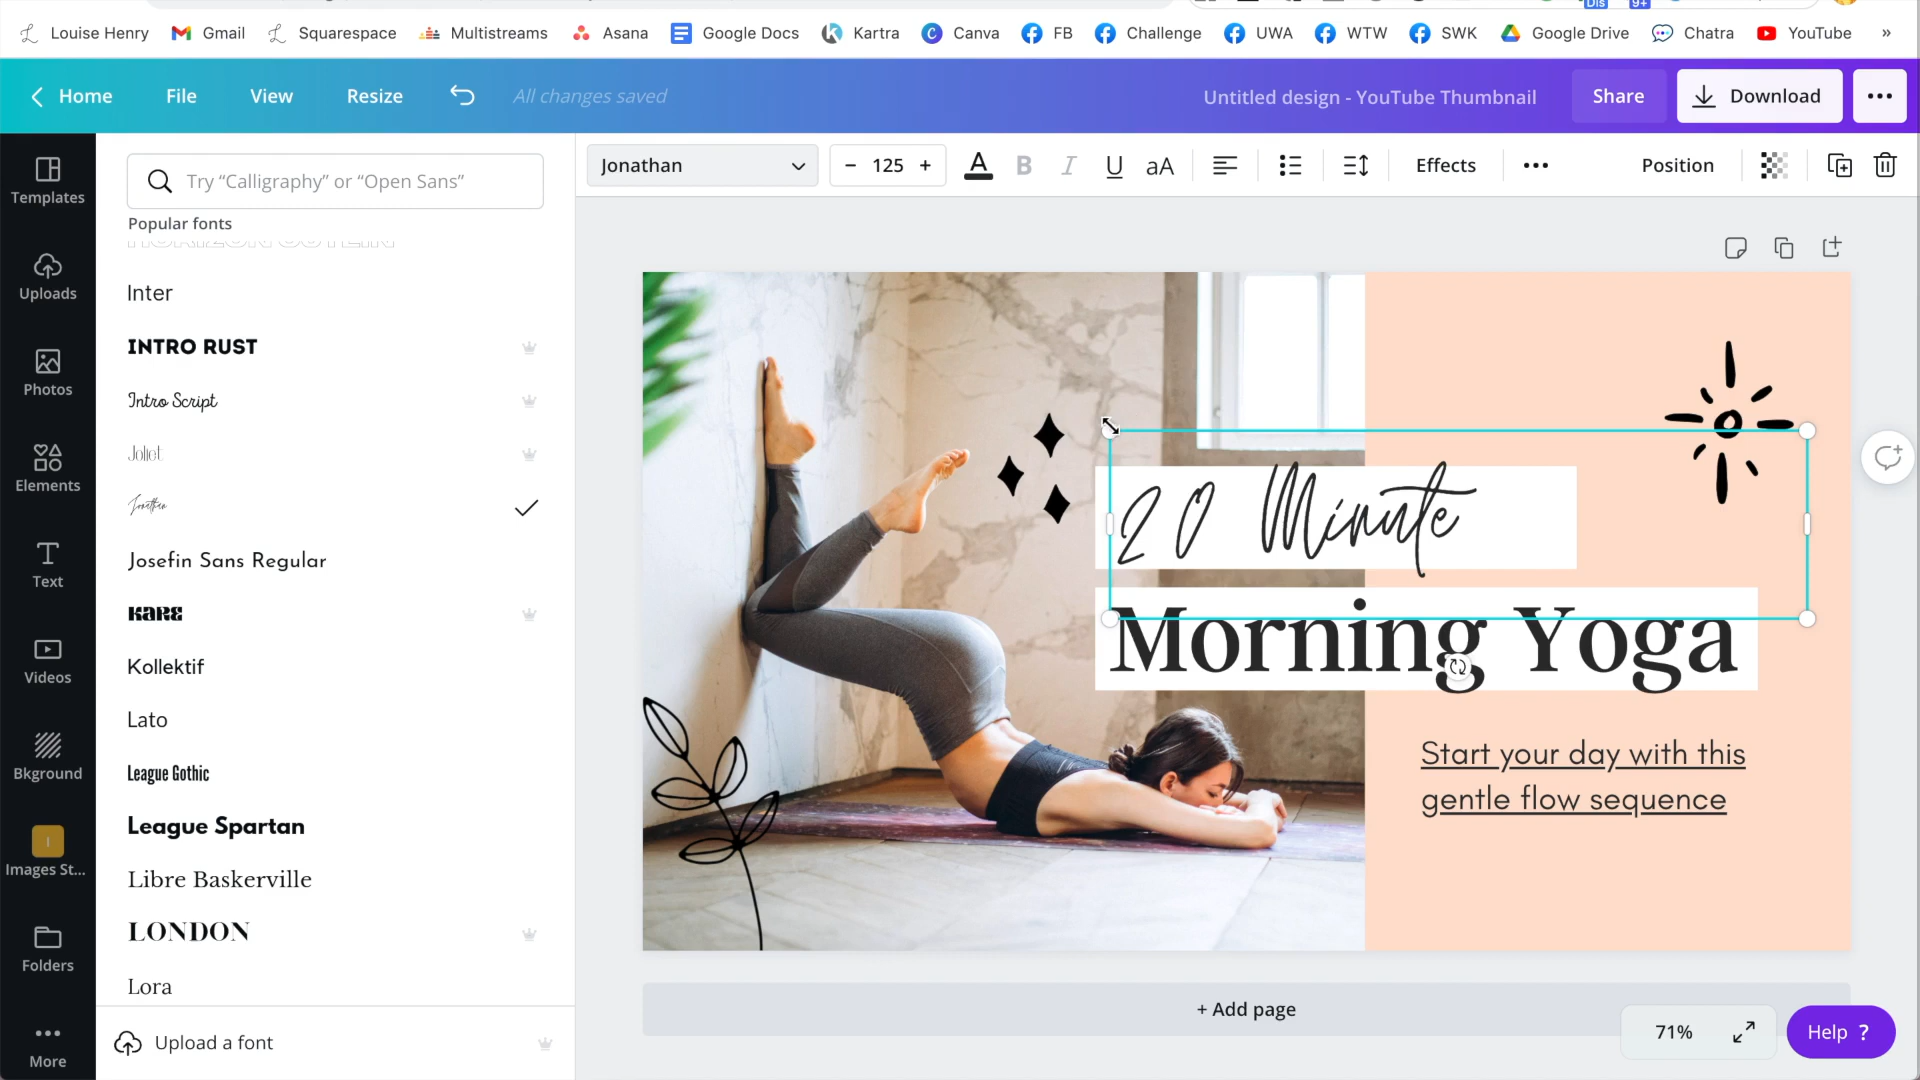 Louise Henry Gmail Squarespace Multistreams Asana Google Docs Kartra Canva FB Challenge UWA WTW SWK Google Drive Chatra YouTube »
Home File View Resize All changes saved Untitled design - YouTube Thumbnail Share Download
Templates
Uploads
Photos
Elements
Text
Videos
Bkground
Images St...
Folders
More
Try “Calligraphy” or “Open Sans”
Popular fonts
Inter
INTRO RUST
Intro Script
Joliet
Jonathan
Josefin Sans Regular
KARE
Kollektif
Lato
League Gothic
League Spartan
Libre Baskerville
LONDON
Lora
Upload a font
Jonathan − 125 + A B I U aA Effects Position
20 Minute
Morning Yoga
Start your day with this
gentle flow sequence
+ Add page
71%
Help ?